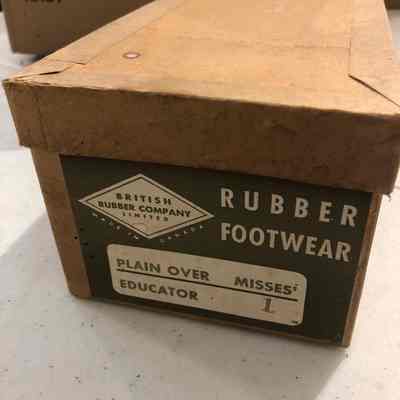 BRITISH
RUBBER COMPANY
LIMITED
MADE IN CANADA
RUBBER
FOOTWEAR
PLAIN OVER MISSES'
EDUCATOR 1